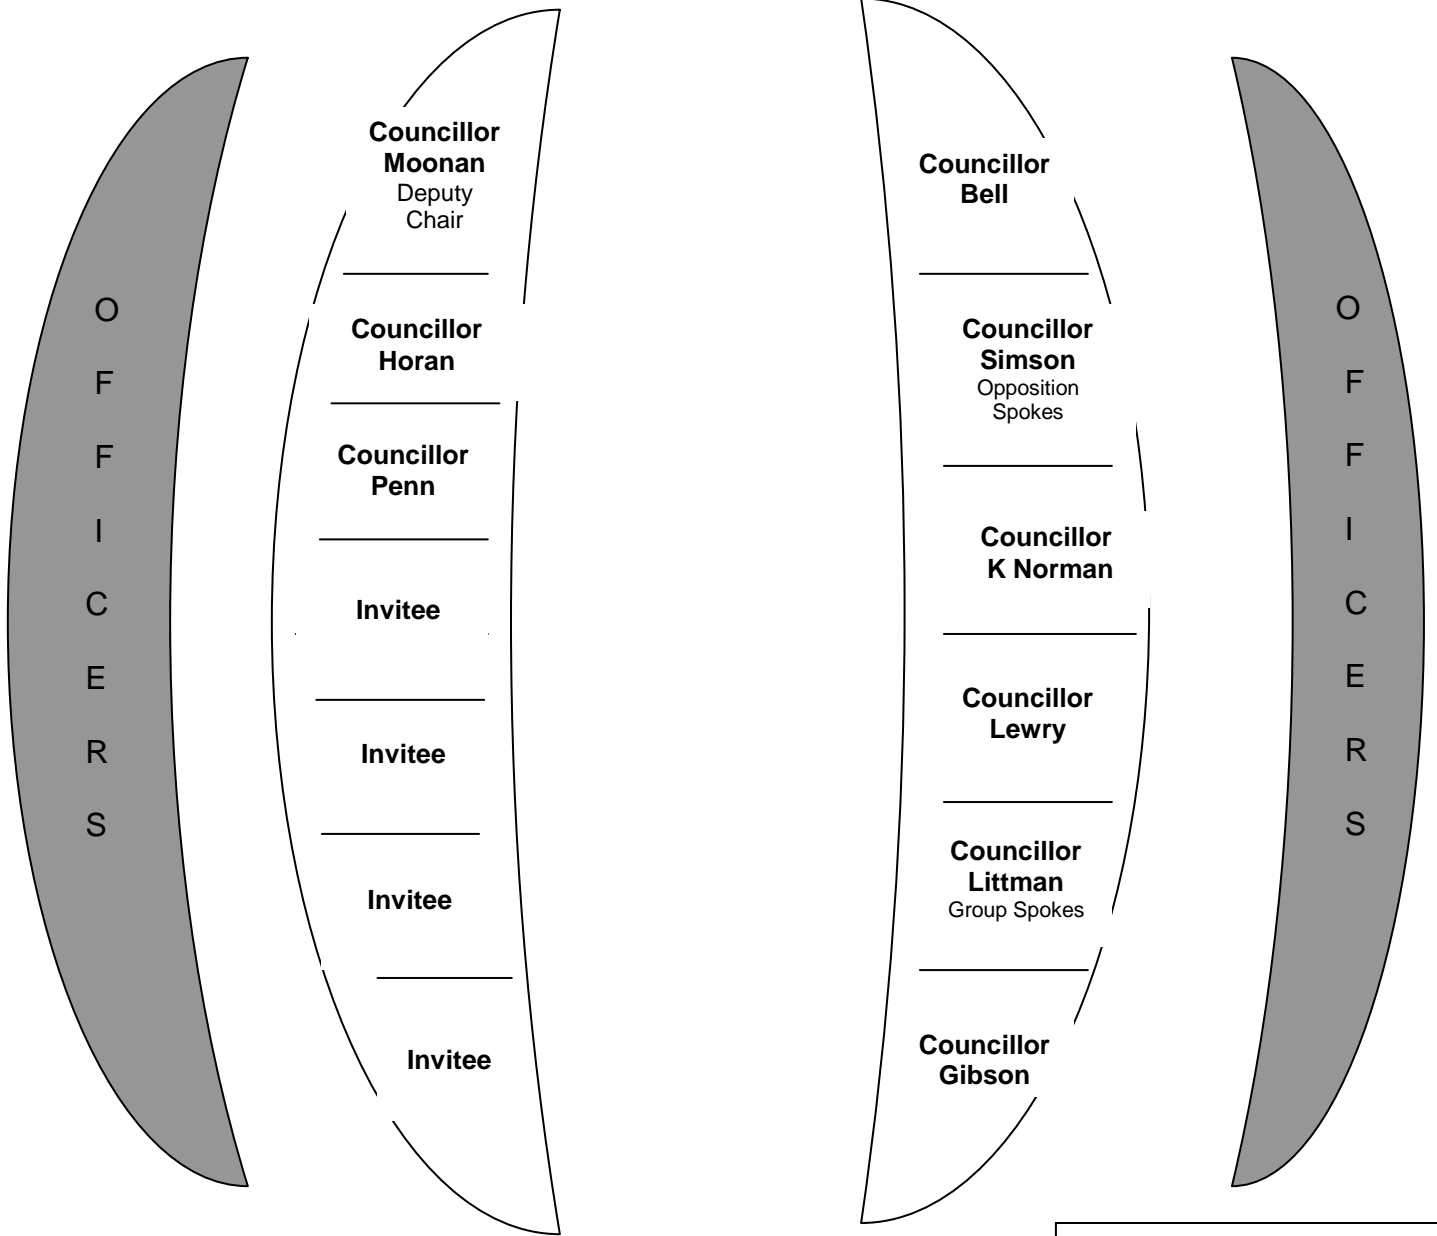 O
F
F
I
C
E
R
S
Councillor
Moonan
Deputy
Chair
Councillor
Horan
Councillor
Penn
Invitee
Invitee
Invitee
Invitee
Councillor
Bell
Councillor
Simson
Opposition
Spokes
Councillor
K Norman
Councillor
Lewry
Councillor
Littman
Group Spokes
Councillor
Gibson
O
F
F
I
C
E
R
S